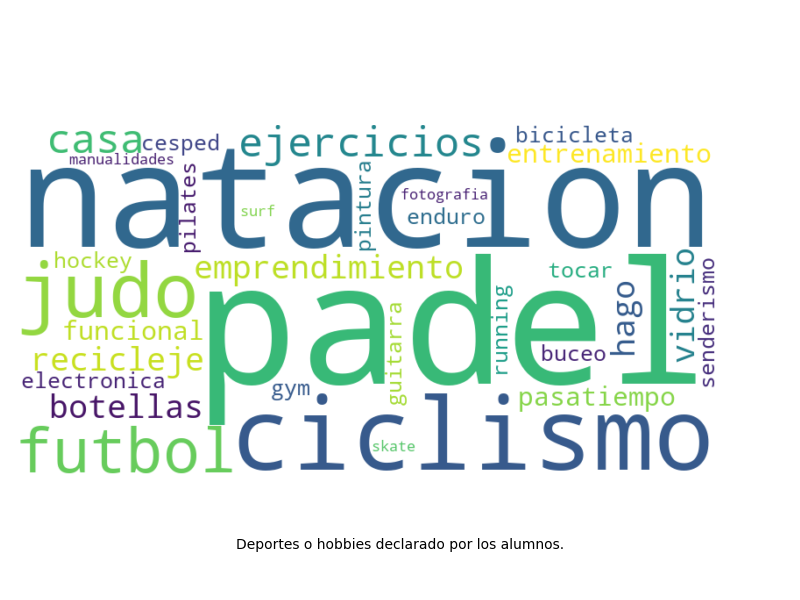 casa
cesped
ejercicios
bicicleta
entrenamiento
manualidades
natacion
pilates
surf
pintura
fotografia
enduro
hockey
judo
emprendimiento
tocar
hago
vidrio
senderismo
padel
funcional
recicleje
guitarra
running
buceo
electronica
botellas
gym
pasatiempo
futbol
ciclismo
skate
Deportes o hobbies declarado por los alumnos.